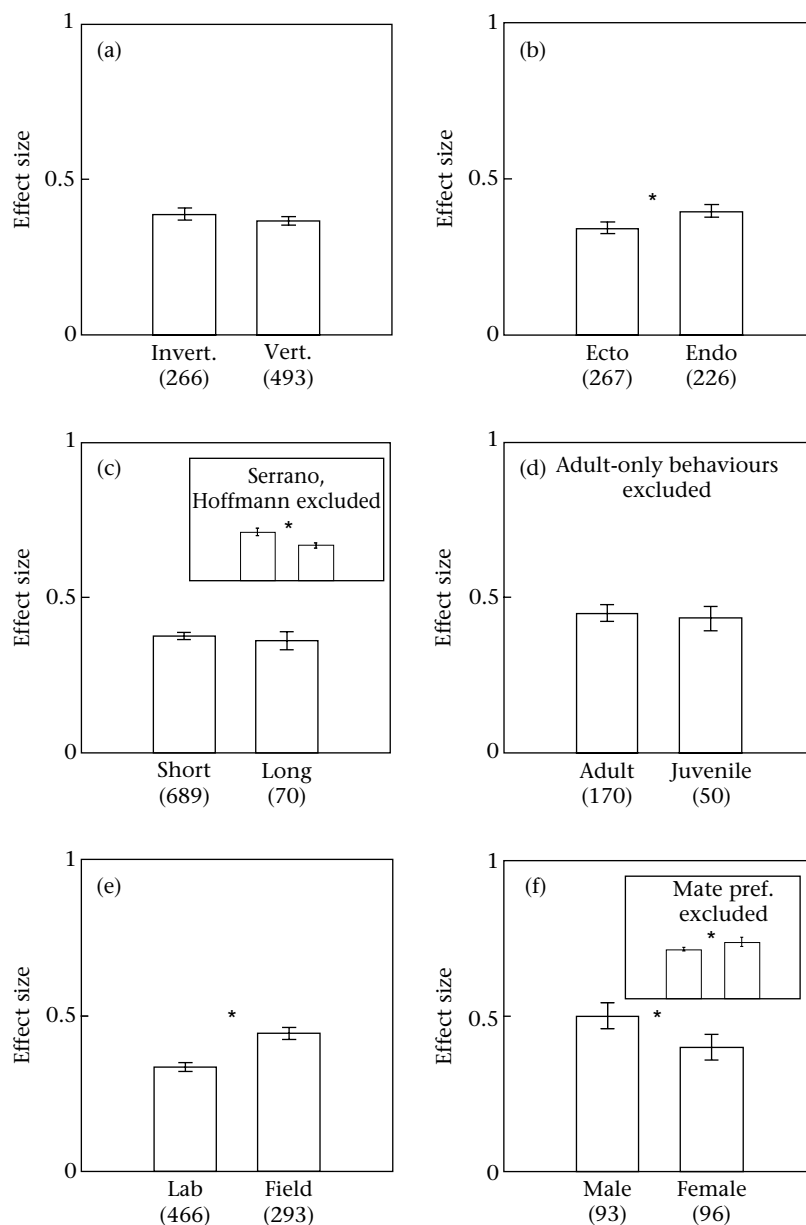 (a)
1
0.5
0
Effect size
Invert. Vert.
(266) (493)
(b)
1
0.5
0
Effect size
*
Ecto Endo
(267) (226)
(c)
1
0.5
0
Effect size
Serrano,
Hoffmann excluded
*
Short Long
(689) (70)
(d)
Adult-only behaviours
excluded
1
0.5
0
Effect size
Adult Juvenile
(170) (50)
(e)
1
0.5
0
Effect size
*
Lab Field
(466) (293)
(f)
1
0.5
0
Effect size
Mate pref.
excluded
*
*
Male Female
(93) (96)